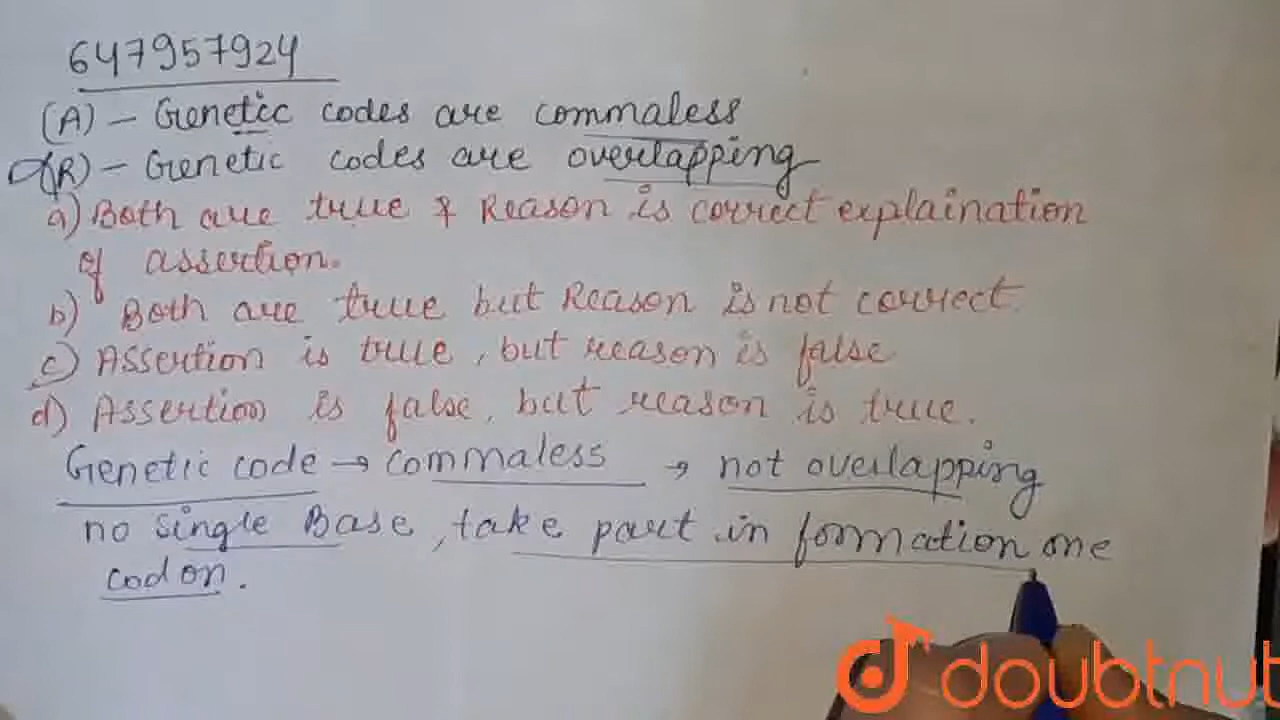 647957924
(A) - Genetic codes are commaless
(R) - Genetic codes are overlapping
a) Both are true & Reason is correct explaination
of assertion.
b) Both are true but Reason is not correct.
c) Assertion is true, but reason is false
d) Assertion is false, but reason is true.
Genetic code → commaless → not overlapping
no single Base, take part in formation one
codon.
doubtnut